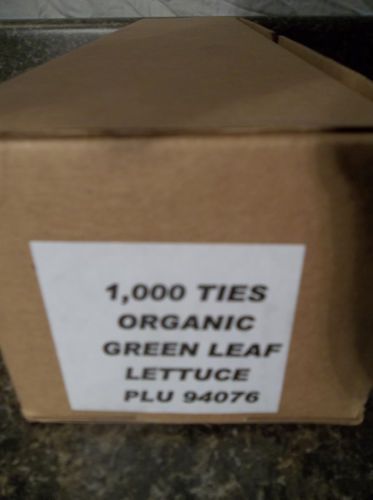 1,000 TIES
ORGANIC
GREEN LEAF
LETTUCE
PLU 94076